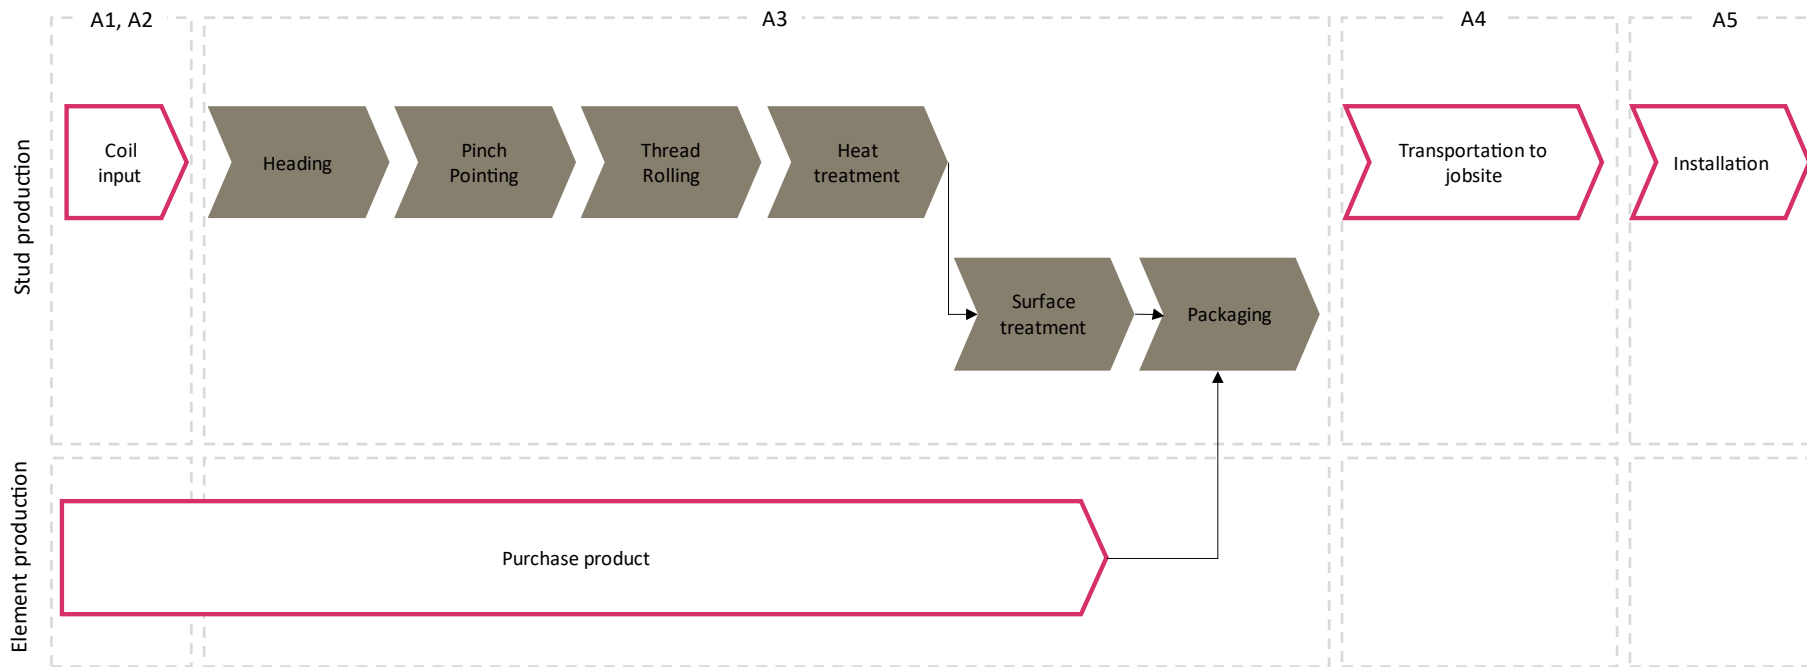 A1, A2
A3
A4
A5
Stud production
Coil
input
Heading
Pinch
Pointing
Thread
Rolling
Heat
treatment
Transportation to
jobsite
Installation
Surface
treatment
Packaging
Element production
Purchase product